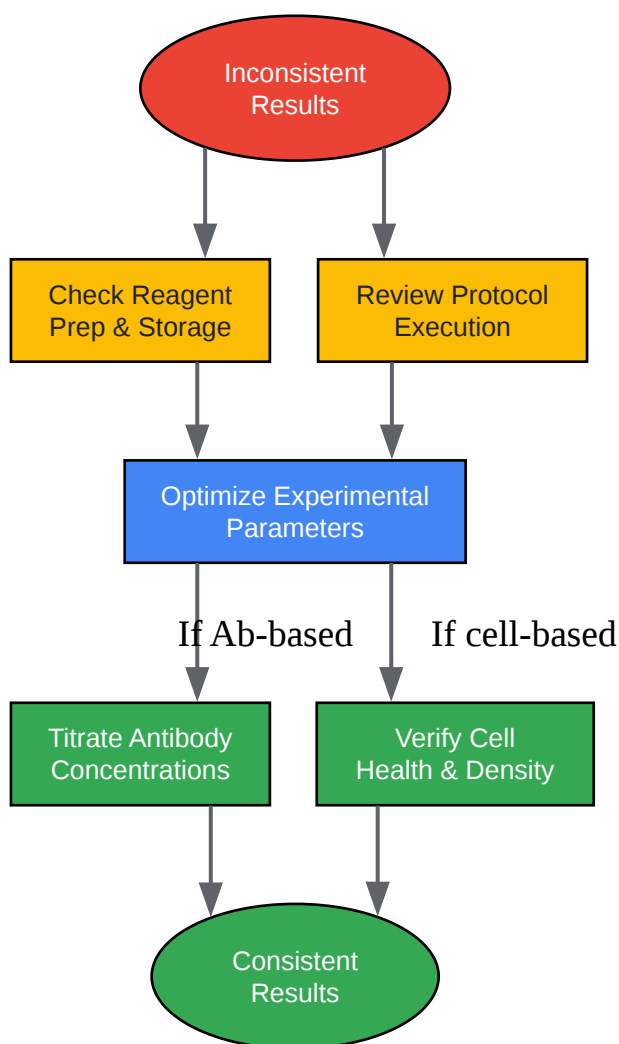 Inconsistent
Results
Check Reagent
Prep & Storage
Review Protocol
Execution
Optimize Experimental
Parameters
If Ab-based
If cell-based
Titrate Antibody
Concentrations
Verify Cell
Health & Density
Consistent
Results